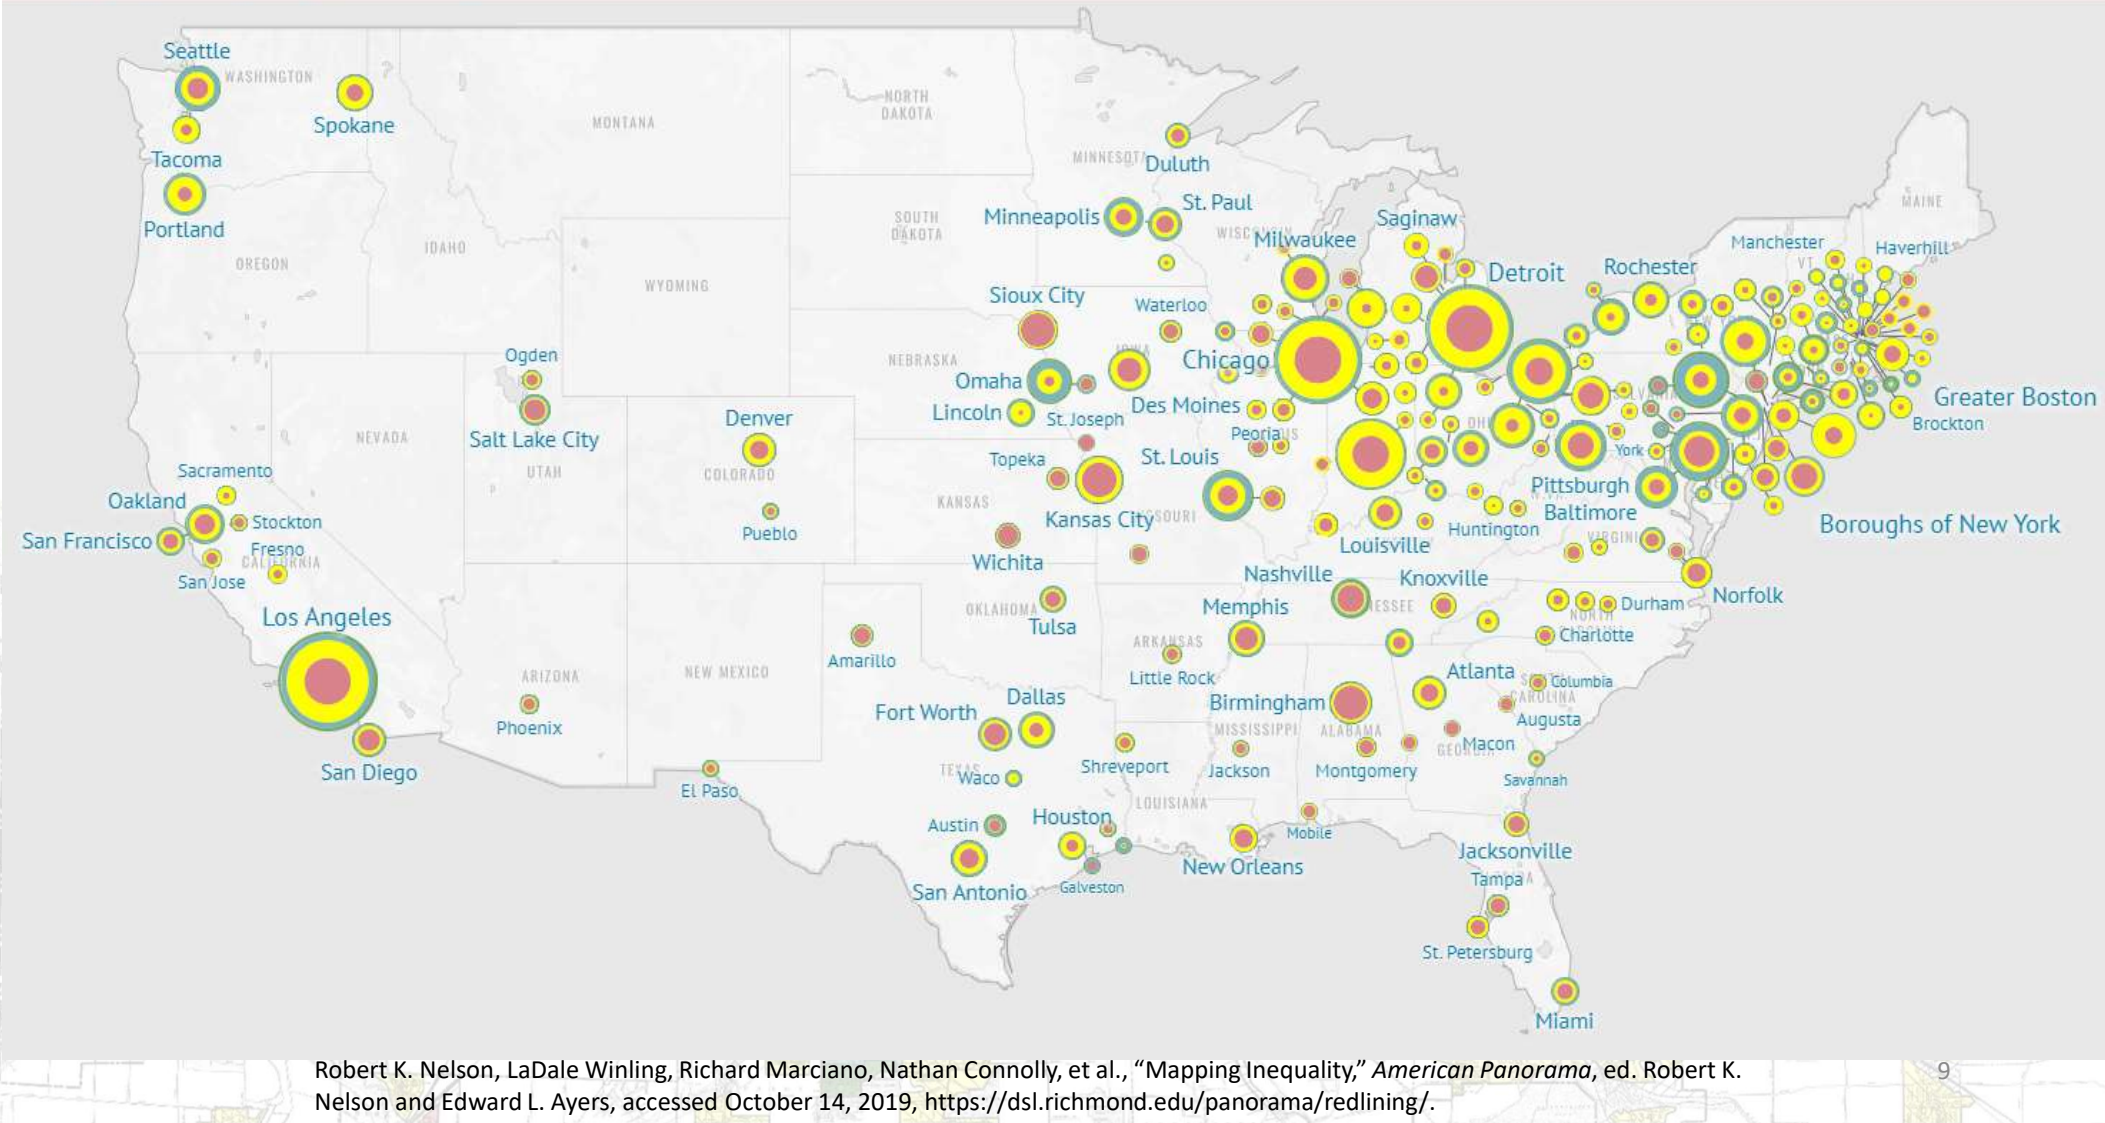 Seattle
WASHINGTON
Spokane
Tacoma
Portland
OREGON
IDAHO
MONTANA
NORTH
DAKOTA
SOUTH
DAKOTA
WYOMING
MINNESOTA
Duluth
Minneapolis
St. Paul
Milwaukee
Saginaw
Detroit
Rochester
Manchester
VT
Haverhill
MAINE
Sioux City
Waterloo
NEBRASKA
IOWA
Chicago
Omaha
Lincoln
St. Joseph
Des Moines
Peoria
Greater Boston
Brockton
Ogden
Salt Lake City
NEVADA
UTAH
Denver
COLORADO
Pueblo
Topeka
St. Louis
KANSAS
Kansas City
York
Pittsburgh
Baltimore
Boroughs of New York
Sacramento
Oakland
San Francisco
Stockton
Fresno
CALIFORNIA
San Jose
Wichita
Louisville
Huntington
VIRGINIA
Norfolk
Los Angeles
San Diego
Nashville
Knoxville
Memphis
OKLAHOMA
Tulsa
ARKANSAS
Little Rock
Durham
NORTH
Charlotte
ARIZONA
Phoenix
NEW MEXICO
Amarillo
Fort Worth
Dallas
Birmingham
Atlanta
Columbia
CAROLINA
Augusta
MISSISSIPPI
ALABAMA
Macon
El Paso
TEXAS
Waco
Shreveport
Jackson
Montgomery
Savannah
LOUISIANA
Austin
Houston
San Antonio
Galveston
New Orleans
Mobile
Jacksonville
Tampa
St. Petersburg
Miami
Robert K. Nelson, LaDale Winling, Richard Marciano, Nathan Connolly, et al., “Mapping Inequality,” American Panorama, ed. Robert K.
Nelson and Edward L. Ayers, accessed October 14, 2019, https://dsl.richmond.edu/panorama/redlining/.
9